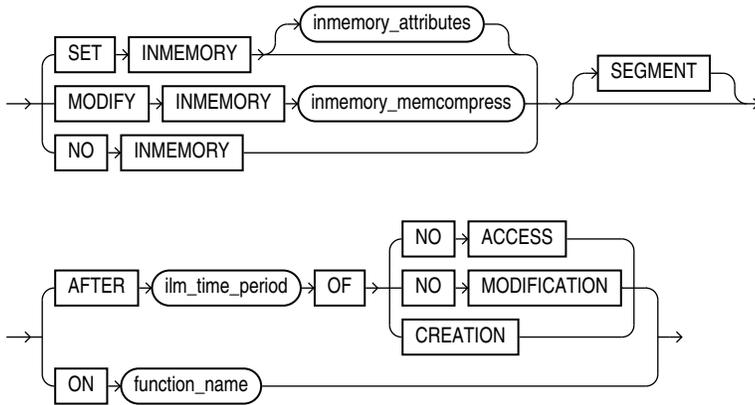 inmemory_attributes
SET INMEMORY
SEGMENT
MODIFY INMEMORY inmemory_memcompress
NO INMEMORY
NO ACCESS
AFTER ilm_time_period OF NO MODIFICATION
CREATION
ON function_name